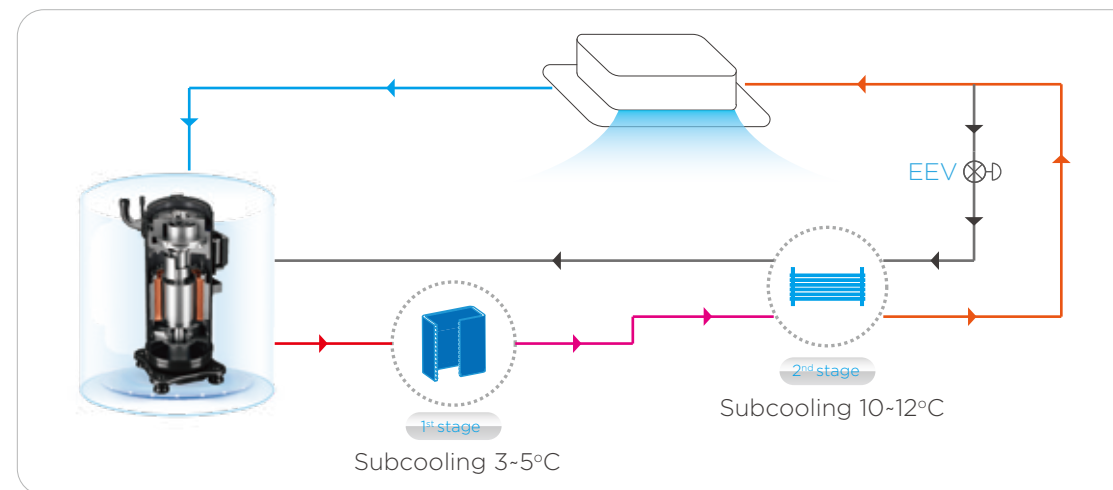 EEV
2nd stage
Subcooling 10~12°C
1st stage
Subcooling 3~5°C